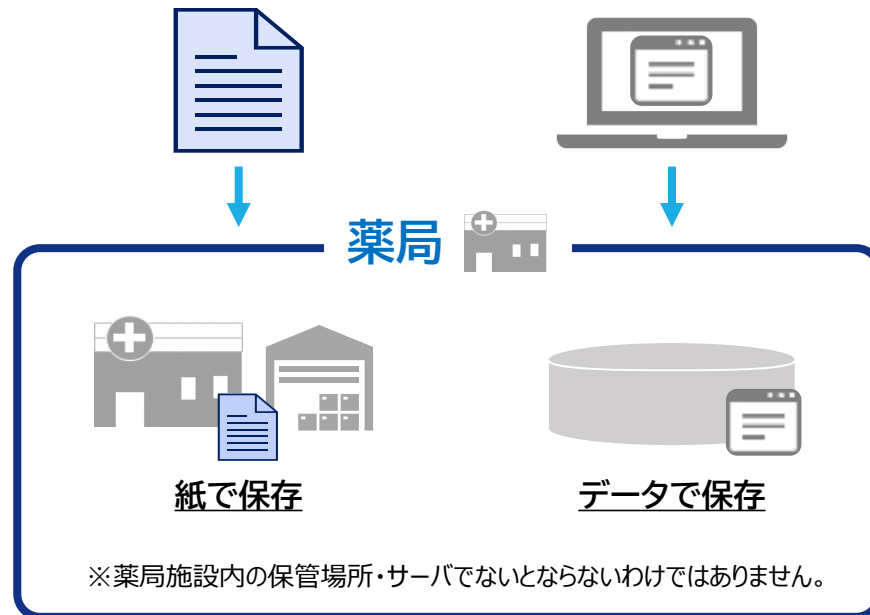 薬局
紙で保存
データで保存
※薬局施設内の保管場所・サーバでないとならないわけではありません。